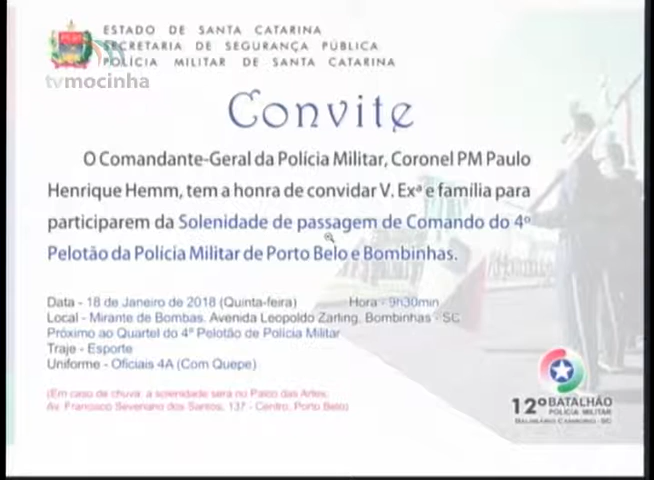 ESTADO DE SANTA CATARINA
SECRETARIA DE SEGURANÇA PÚBLICA
POLÍCIA MILITAR DE SANTA CATARINA
tvmocinha
Convite
O Comandante-Geral da Polícia Militar, Coronel PM Paulo
Henrique Hemm, tem a honra de convidar V. Exª e família para
participarem da Solenidade de passagem de Comando do 4º
Pelotão da Polícia Militar de Porto Belo e Bombinhas.
Data - 18 de Janeiro de 2018 (Quinta-feira) Hora - 9h30min
Local - Mirante de Bombas. Avenida Leopoldo Zarling, Bombinhas - SC
Próximo ao Quartel do 4º Pelotão de Polícia Militar
Traje - Esporte
Uniforme - Oficiais 4A (Com Quepe)
(Em caso de chuva, a solenidade será no Palco das Artes,
Av. Francisco Severiano dos Santos, 137 - Centro, Porto Belo)
12º BATALHÃO
POLÍCIA MILITAR
BALNEÁRIO CAMBORIÚ - SC